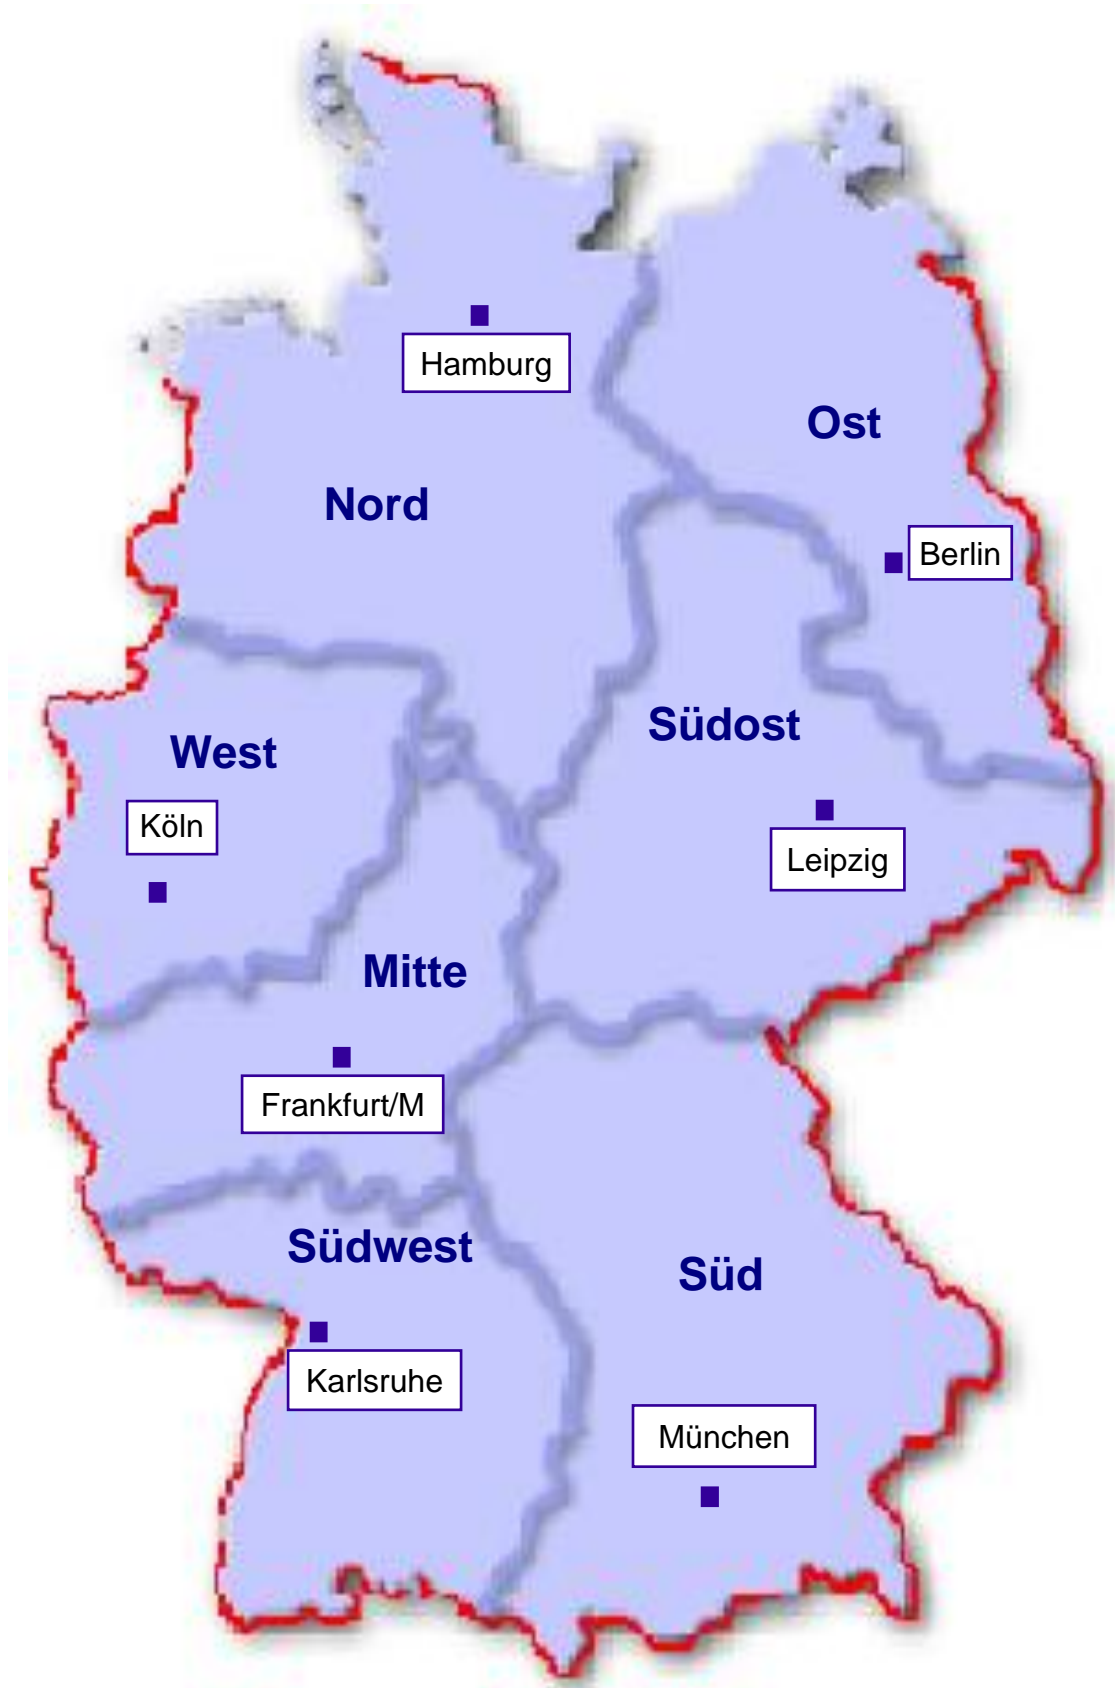 Hamburg
Ost
Nord
Berlin
Südost
West
Köln
Leipzig
Mitte
Frankfurt/M
Südwest
Süd
Karlsruhe
München